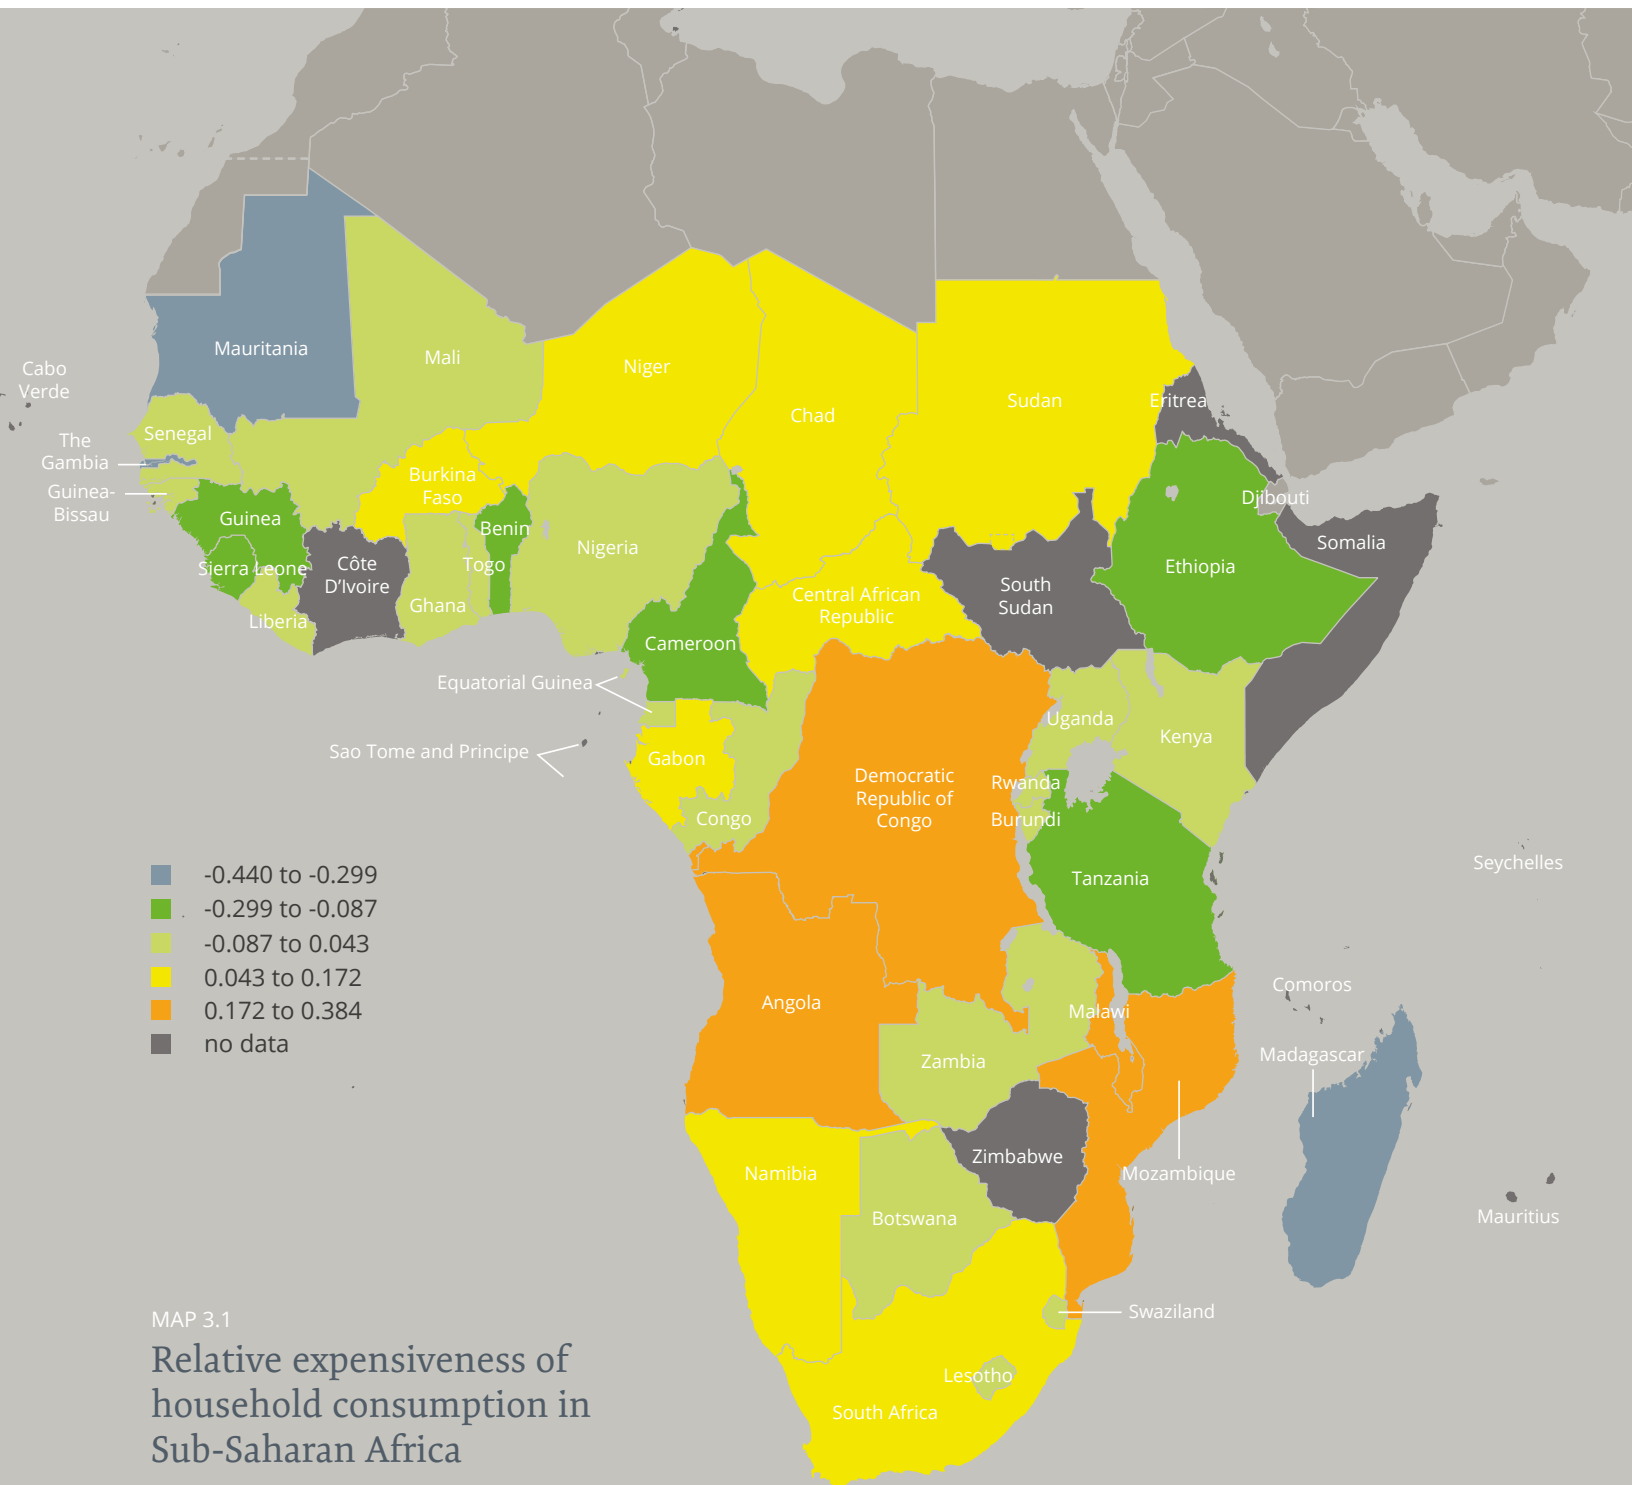 Mauritania
Mali
Niger
Chad
Sudan
Eritrea
Cabo
Verde
Senegal
The
Gambia
Guinea-
Bissau
Guinea
Burkina
Faso
Benin
Nigeria
Djibouti
Somalia
Ethiopia
Sierra Leone
Côte
D’Ivoire
Togo
Ghana
Liberia
South
Sudan
Central African
Republic
Cameroon
Equatorial Guinea
Sao Tome and Principe
Gabon
Congo
Democratic
Republic of
Congo
Uganda
Kenya
Rwanda
Burundi
Tanzania
Seychelles
-0.440 to -0.299
-0.299 to -0.087
-0.087 to 0.043
0.043 to 0.172
0.172 to 0.384
no data
Angola
Zambia
Malawi
Comoros
Madagascar
Mozambique
Zimbabwe
Namibia
Botswana
Mauritius
Swaziland
Lesotho
South Africa
MAP 3.1
Relative expensiveness of
household consumption in
Sub-Saharan Africa